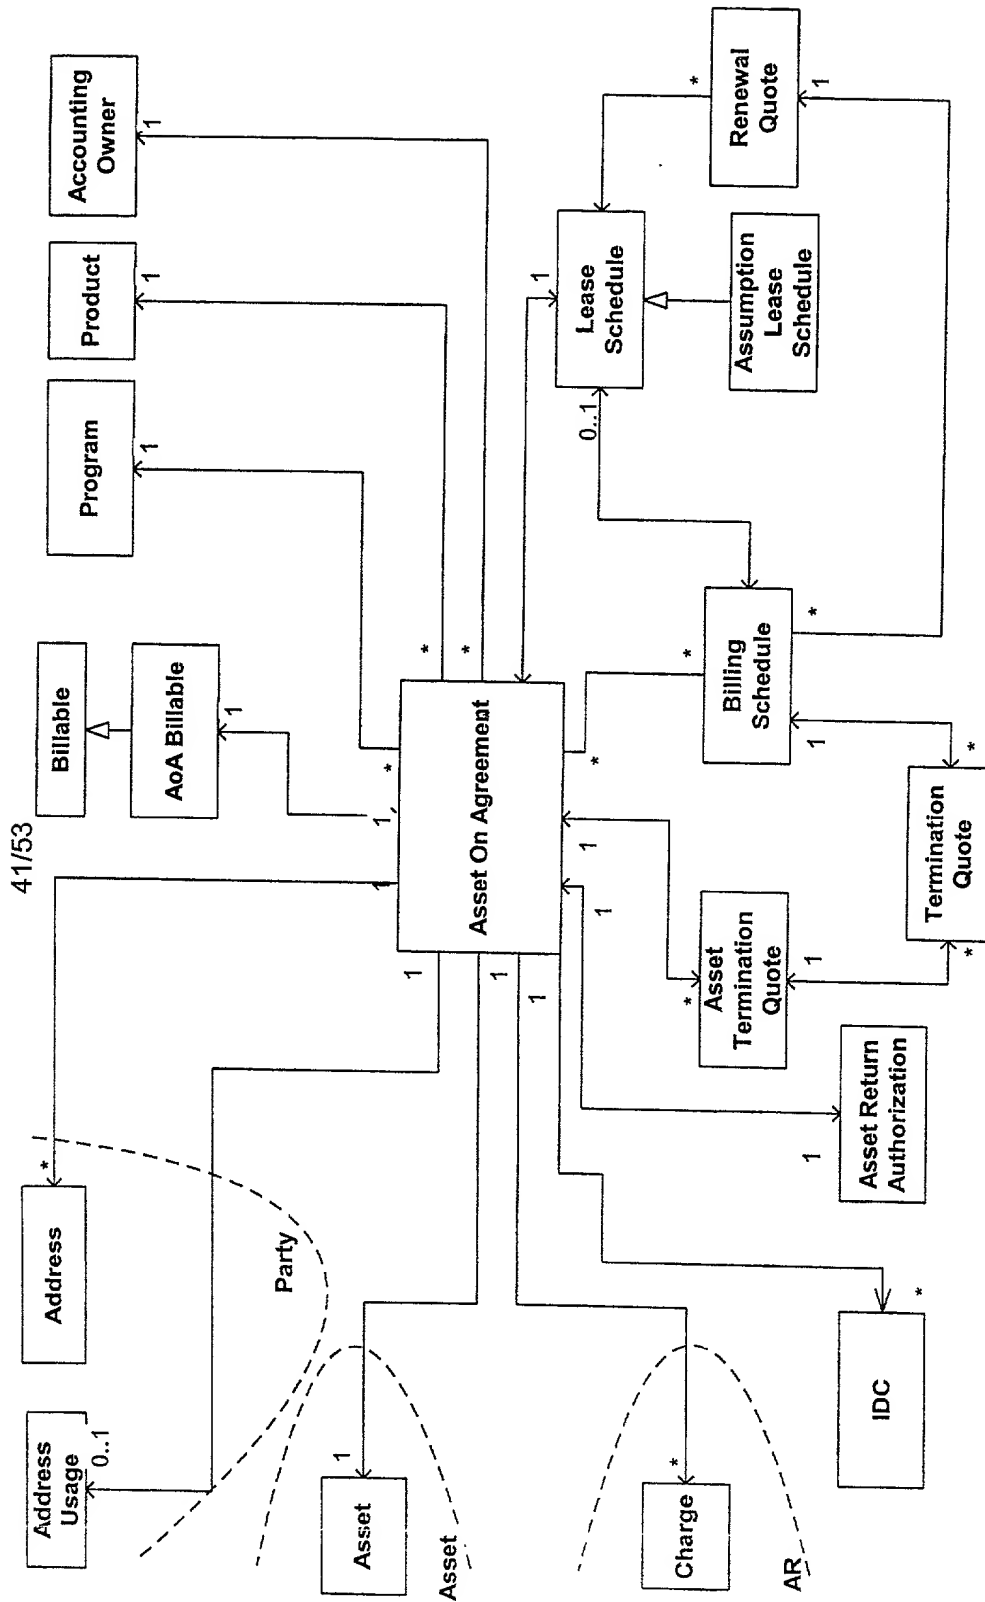 41/53
Address
Usage
0..1
Address
*
Party
Billable
AoA Billable
1
Program
1
Product
1
Accounting
Owner
1
Asset
1
Asset
Charge
*
AR
Asset On Agreement
1
1
1
*
*
*
1
1
1
1
1
*
Lease
Schedule
1
0..1
Assumption
Lease
Schedule
Renewal
Quote
*
1
Billing
Schedule
*
*
1
Asset
Termination
Quote
*
1
Termination
Quote
*
*
Asset Return
Authorization
1
IDC
*